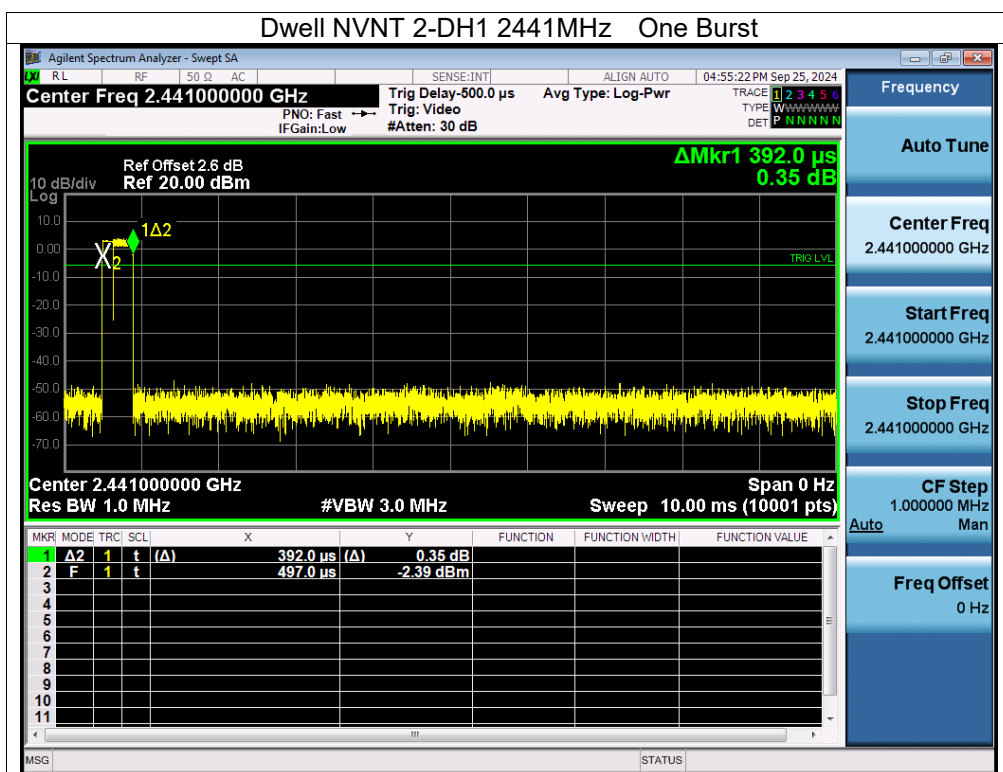 Dwell NVNT 2-DH1 2441MHz One Burst
Agilent Spectrum Analyzer - Swept SA
LXI RL RF 50 Ω AC SENSE:INT ALIGN AUTO 04:55:22 PM Sep 25, 2024
Center Freq 2.441000000 GHz
PNO: Fast
IFGain:Low
Trig Delay-500.0 µs
Trig: Video
#Atten: 30 dB
Avg Type: Log-Pwr
TRACE 1 2 3 4 5 6
TYPE WWWWWWW
DET P N N N N N
ΔMkr1 392.0 µs
0.35 dB
Ref Offset 2.6 dB
10 dB/div Ref 20.00 dBm
Log
10.0
0.00
-10.0
-20.0
-30.0
-40.0
-50.0
-60.0
-70.0
1Δ2
X2
TRIG LVL
Center 2.441000000 GHz Span 0 Hz
Res BW 1.0 MHz #VBW 3.0 MHz Sweep 10.00 ms (10001 pts)
MKR MODE TRC SCL X Y FUNCTION FUNCTION WIDTH FUNCTION VALUE
1 Δ2 1 t (Δ) 392.0 µs (Δ) 0.35 dB
2 F 1 t 497.0 µs -2.39 dBm
3
4
5
6
7
8
9
10
11
MSG STATUS
Frequency
Auto Tune
Center Freq
2.441000000 GHz
Start Freq
2.441000000 GHz
Stop Freq
2.441000000 GHz
CF Step
1.000000 MHz
Auto Man
Freq Offset
0 Hz